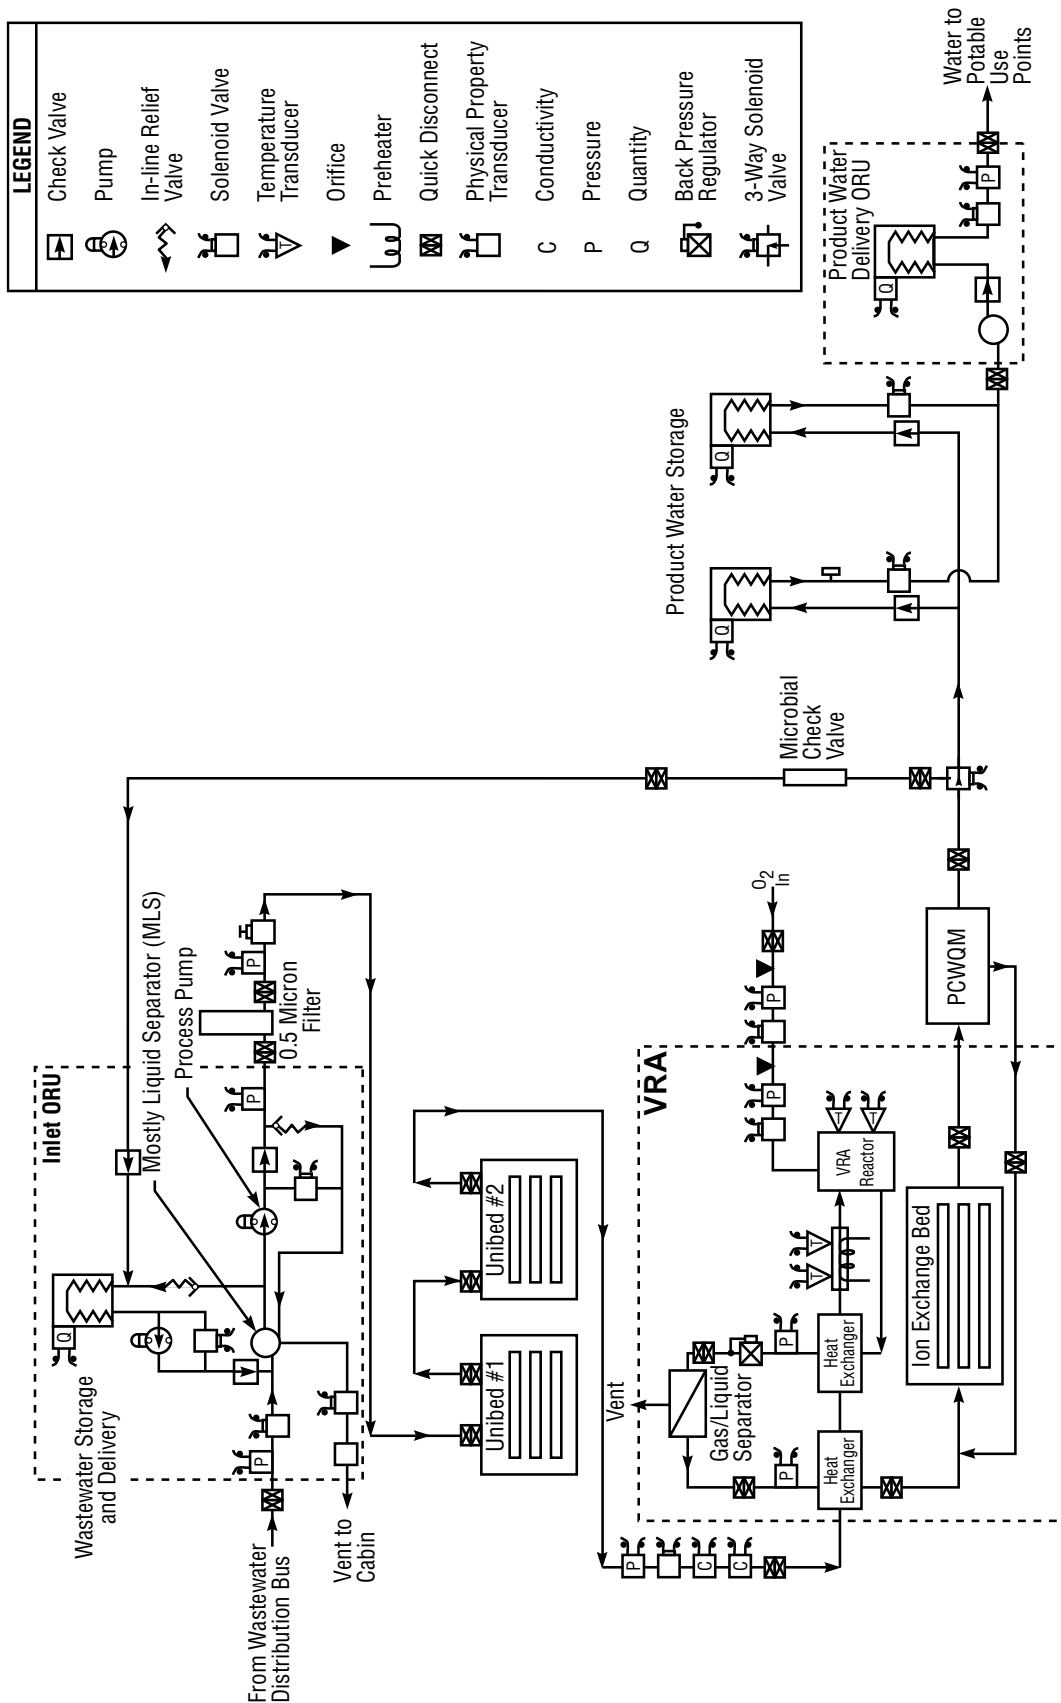 LEGEND
Check Valve
Pump
In-line Relief
Valve
Solenoid Valve
Temperature
Transducer
T
Orifice
Preheater
Quick Disconnect
Physical Property
Transducer
C
Conductivity
P
Pressure
Q
Quantity
Back Pressure
Regulator
3-Way Solenoid
Valve
Wastewater Storage
and Delivery
Q
Inlet ORU
Mostly Liquid Separator (MLS)
Process Pump
From Wastewater
Distribution Bus
P
Vent to
Cabin
P
0.5 Micron
Filter
P
Unibed #1
Unibed #2
P
C
C
VRA
Vent
Gas/Liquid
Separator
P
P
Heat
Exchanger
Heat
Exchanger
T
T
VRA
Reactor
T
T
P
P
O2
In
Ion Exchange Bed
PCWQM
Microbial
Check
Valve
Product Water Storage
Q
Q
Product Water
Delivery ORU
Q
P
Water to
Potable
Use
Points